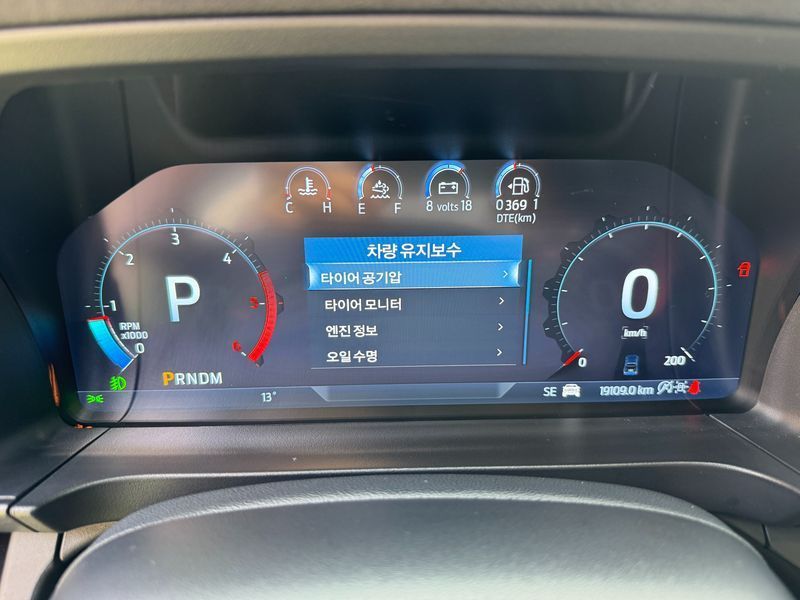 C H
E F
8 volts 18
0 369 1
DTE(km)
차량 유지보수
타이어 공기압
타이어 모니터
엔진 정보
오일 수명
0 1 2 3 4 5 6
RPM
x1000
P
0
km/h
0 200
PRNDM
13°
SE
19109.0 km